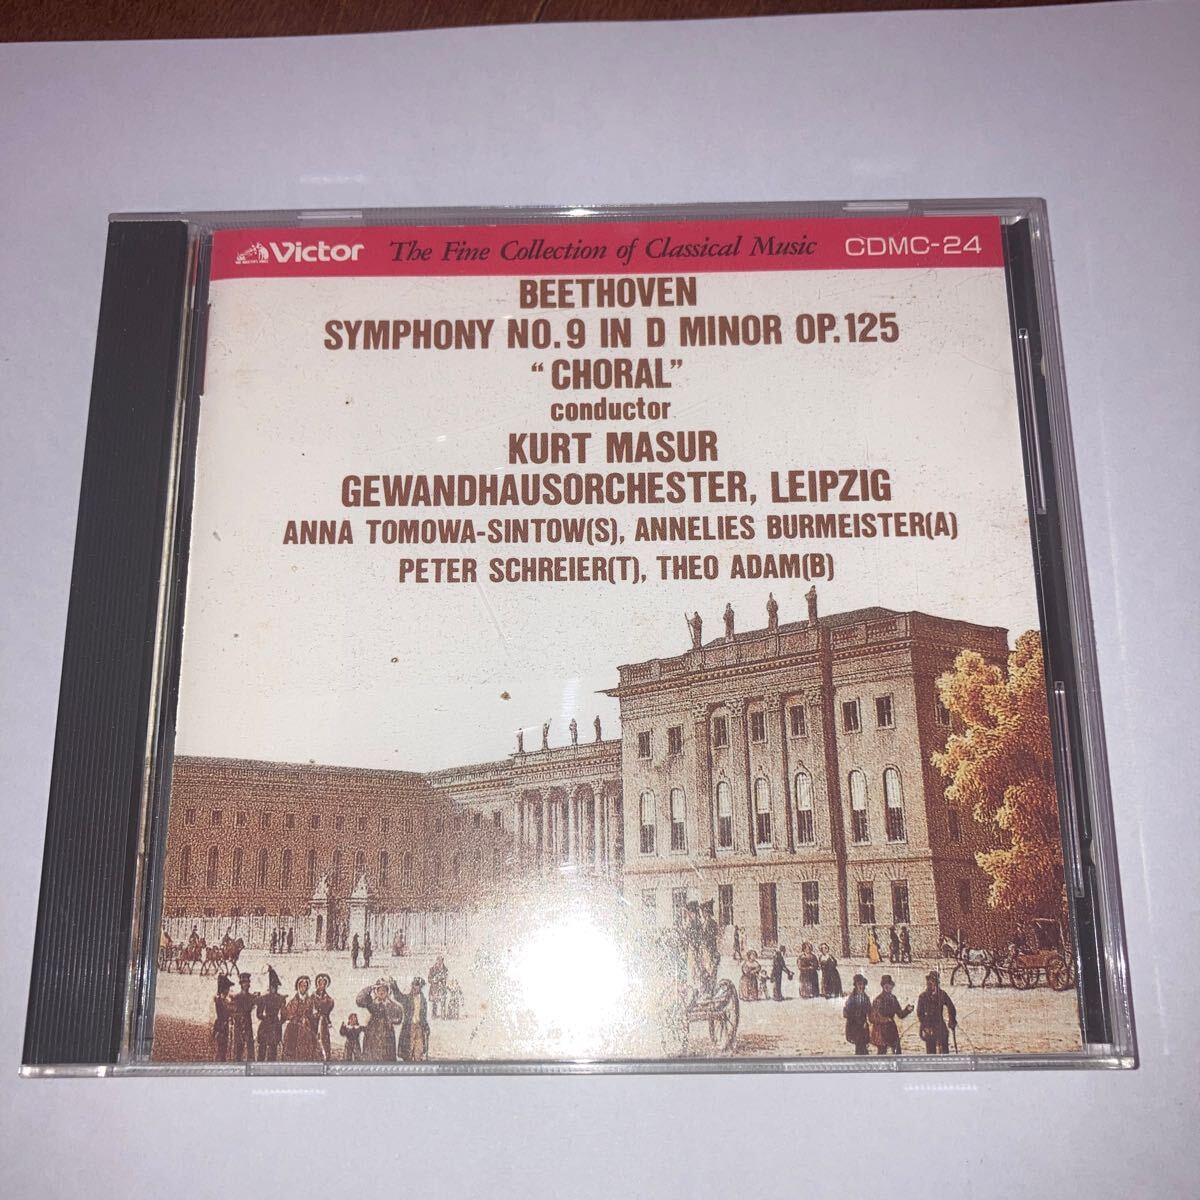 Victor The Fine Collection of Classical Music CDMC-24
BEETHOVEN
SYMPHONY NO.9 IN D MINOR OP.125
"CHORAL"
conductor
KURT MASUR
GEWANDHAUSORCHESTER, LEIPZIG
ANNA TOMOWA-SINTOW(S), ANNELIES BURMEISTER(A)
PETER SCHREIER(T), THEO ADAM(B)